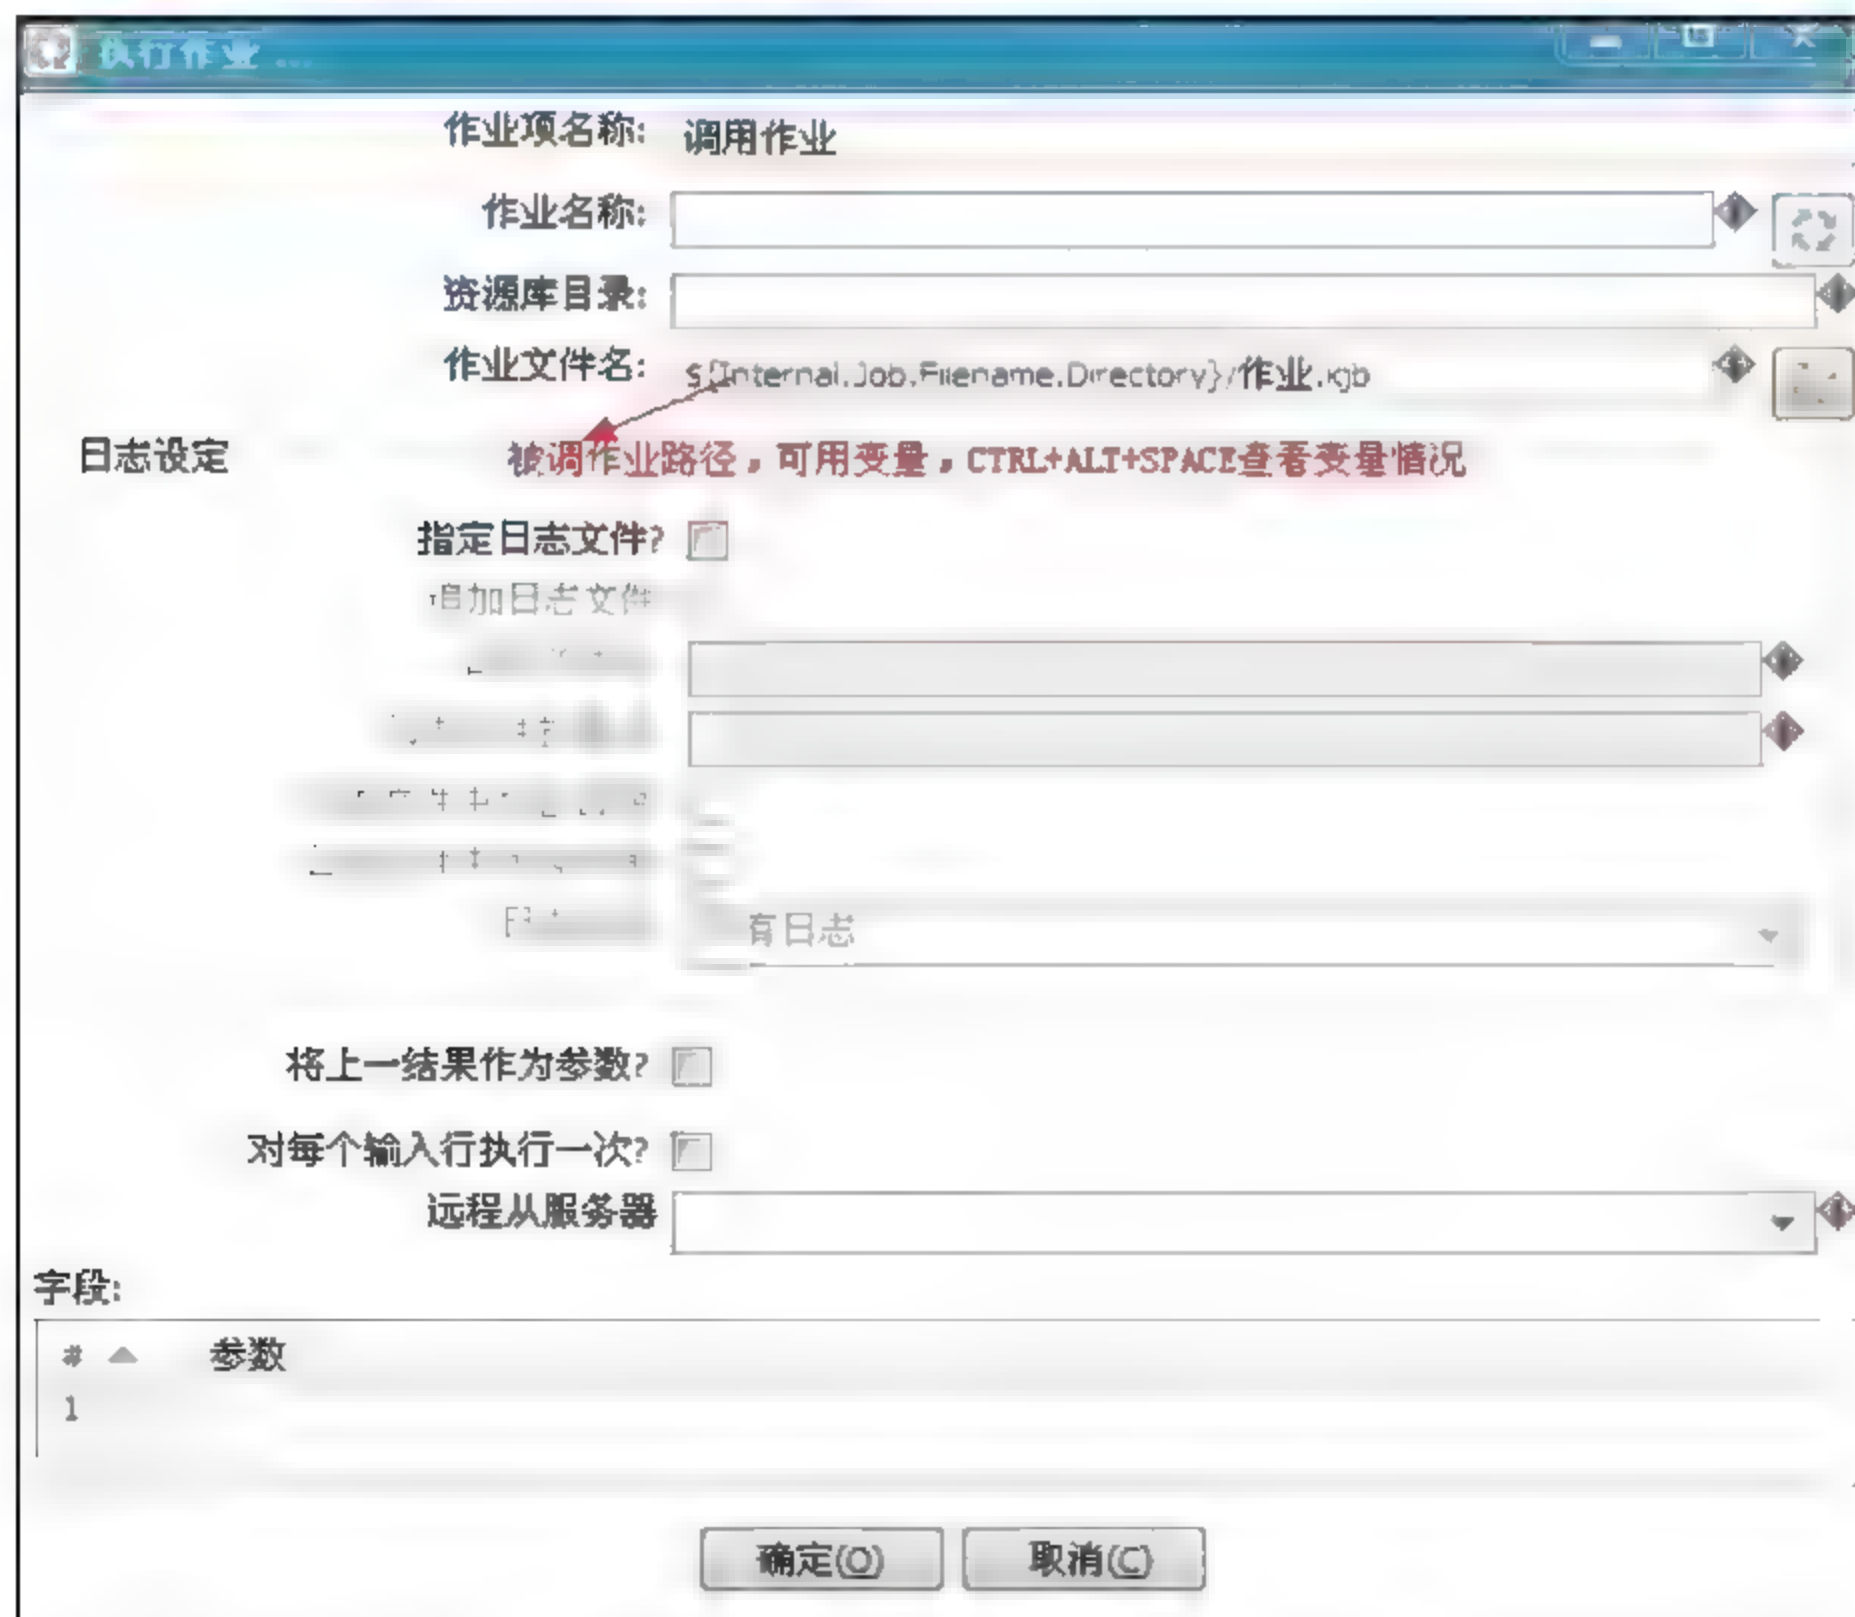 执行作业 ...
作业项名称: 调用作业
作业名称:
资源库目录:
作业文件名: ${Internal.Job.Filename.Directory}/作业.kjb
日志设定
被调作业路径，可用变量，CTRL+ALT+SPACE查看变量情况
指定日志文件?
追加日志文件
有日志
将上一结果作为参数?
对每个输入行执行一次?
远程从服务器
字段:
# 参数
1
确定(O) 取消(C)